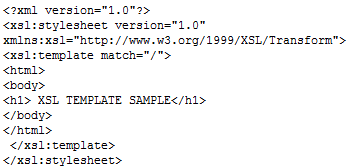 <?xml version="1.0"?>
<xsl:stylesheet version="1.0"
xmlns:xsl="http://www.w3.org/1999/XSL/Transform">
<xsl:template match="/">
<html>
<body>
<h1> XSL TEMPLATE SAMPLE</h1>
</body>
</html>
 </xsl:template>
</xsl:stylesheet>